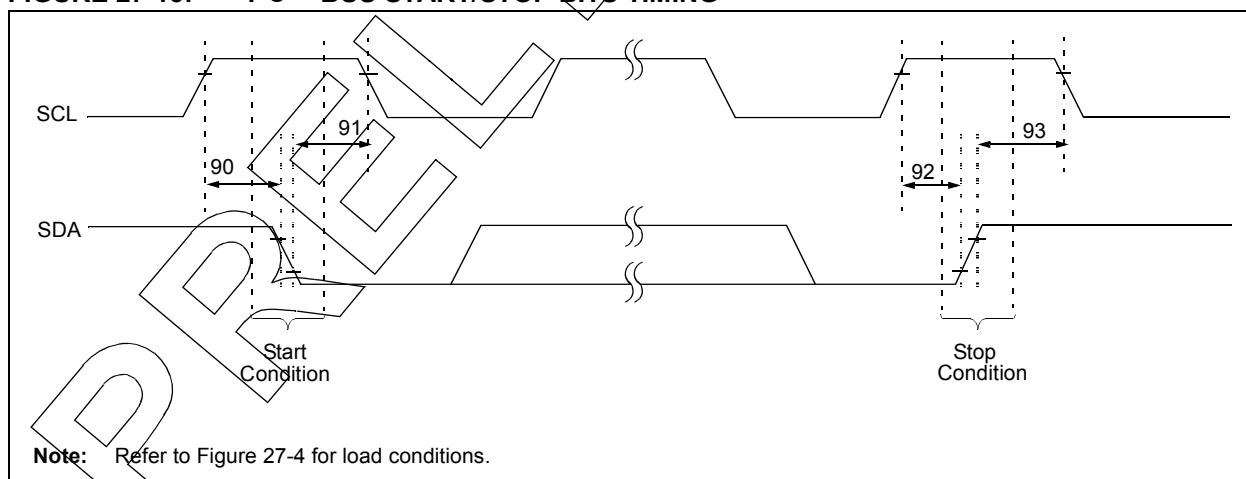 SCL
91
93
90
92
SDA
Start
Condition
Stop
Condition
Note: Refer to Figure 27-4 for load conditions.
PREL